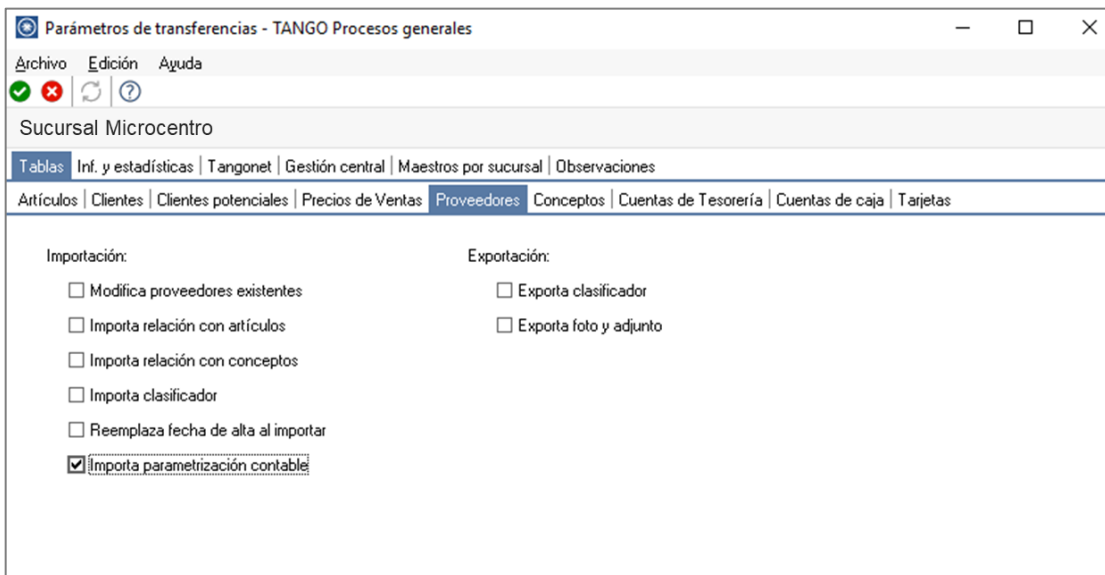 Parámetros de transferencias - TANGO Procesos generales
Archivo Edición Ayuda
Sucursal Microcentro
Tablas Inf. y estadísticas Tangonet Gestión central Maestros por sucursal Observaciones
Artículos Clientes Clientes potenciales Precios de Ventas Proveedores Conceptos Cuentas de Tesorería Cuentas de caja Tarjetas
Importación: Exportación:
Modifica proveedores existentes Exporta clasificador
Importa relación con artículos Exporta foto y adjunto
Importa relación con conceptos
Importa clasificador
Reemplaza fecha de alta al importar
Importa parametrización contable